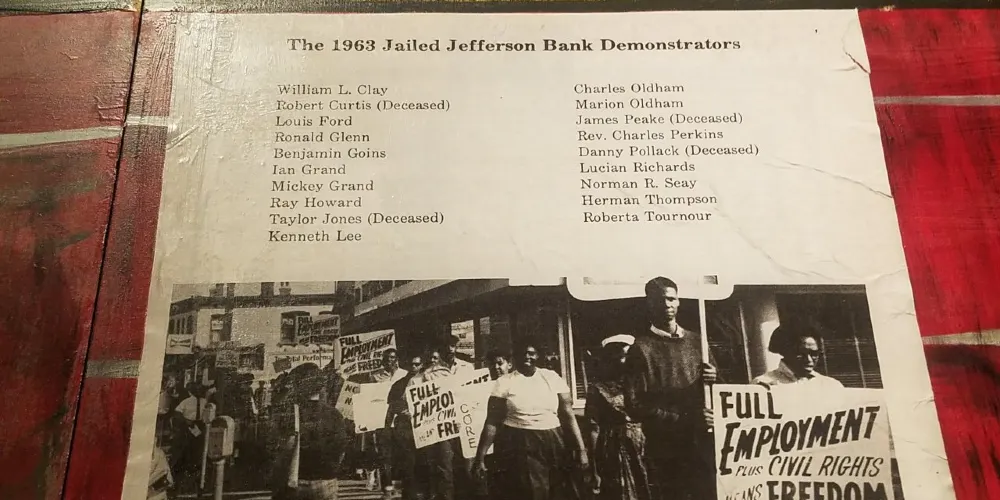 The 1963 Jailed Jefferson Bank Demonstrators
William L. Clay
Robert Curtis (Deceased)
Louis Ford
Ronald Glenn
Benjamin Goins
Ian Grand
Mickey Grand
Ray Howard
Taylor Jones (Deceased)
Kenneth Lee
Charles Oldham
Marion Oldham
James Peake (Deceased)
Rev. Charles Perkins
Danny Pollack (Deceased)
Lucian Richards
Norman R. Seay
Herman Thompson
Roberta Tournour
FULL
EMPLOYMENT
FULL
EMPLOYMENT
FULL
CORE
FULL
EMPLOYMENT
PLUS CIVIL RIGHTS
MEANS FREEDOM